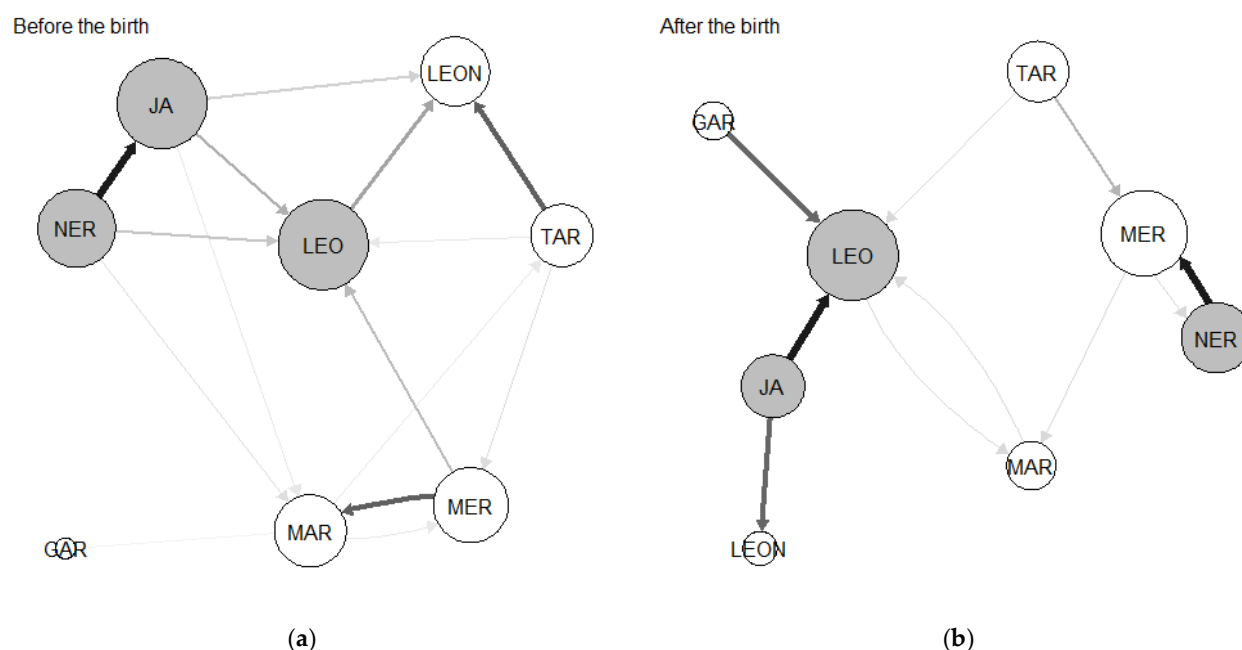 Before the birth
LEON
JA
NER
LEO
TAR
MAR
MER
GAR
(a)
After the birth
TAR
GAR
MER
LEO
NER
JA
MAR
LEON
(b)